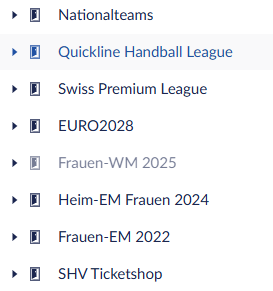 Nationalteams
Quickline Handball League
Swiss Premium League
EURO2028
Frauen-WM 2025
Heim-EM Frauen 2024
Frauen-EM 2022
SHV Ticketshop